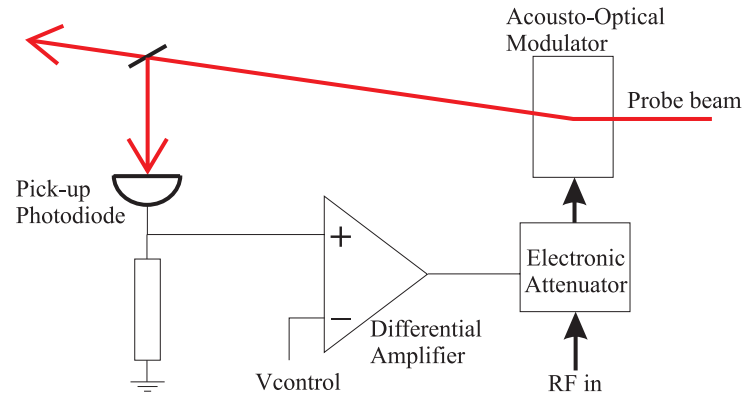 Acousto-Optical
Modulator
Probe beam
Pick-up
Photodiode
+
−
Electronic
Attenuator
Differential
Amplifier
Vcontrol
RF in